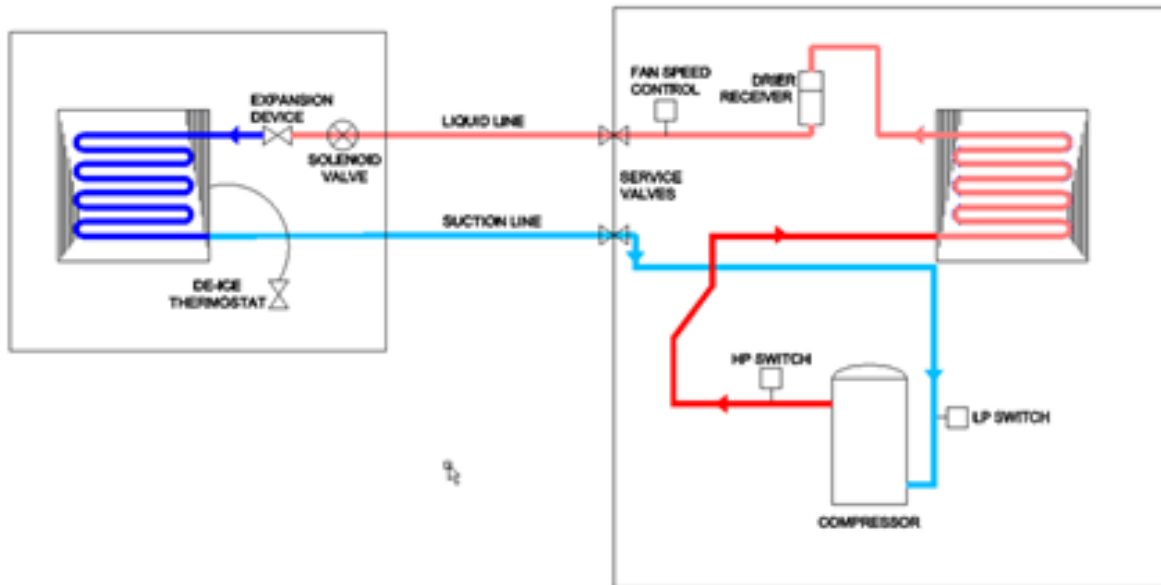 EXPANSION
DEVICE
LIQUID LINE
SOLENOID
VALVE
FAN SPEED
CONTROL
DRIER
RECEIVER
SERVICE
VALVES
SUCTION LINE
DE-ICE
THERMOSTAT
HP SWITCH
LP SWITCH
COMPRESSOR